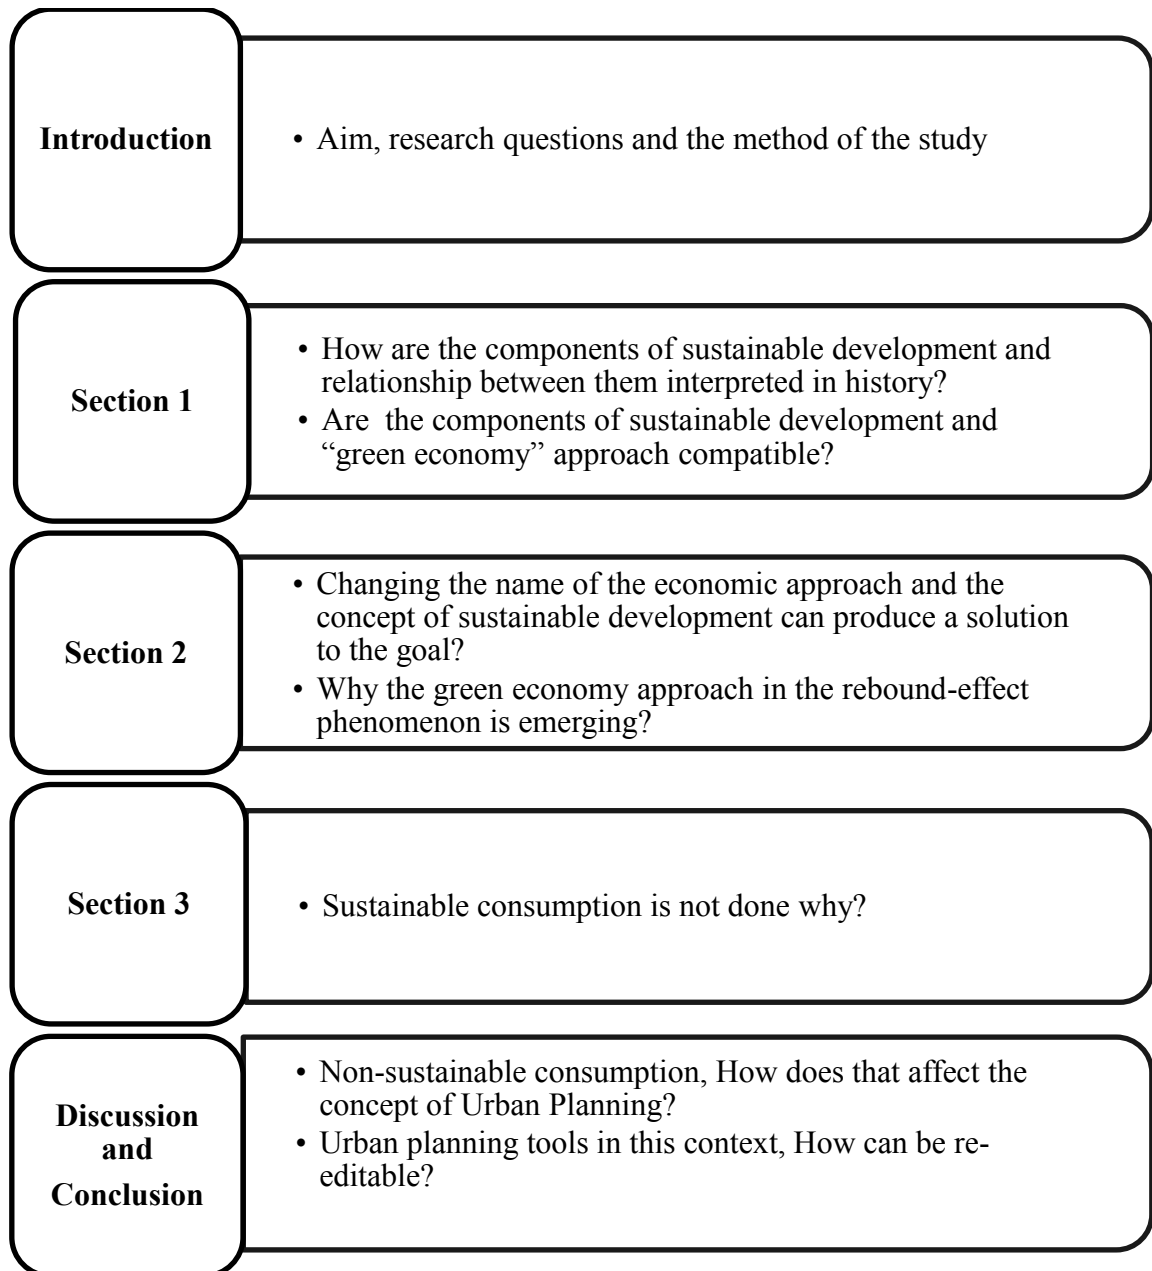 Introduction
• Aim, research questions and the method of the study
Section 1
• How are the components of sustainable development and
relationship between them interpreted in history?
• Are the components of sustainable development and
“green economy” approach compatible?
Section 2
• Changing the name of the economic approach and the
concept of sustainable development can produce a solution
to the goal?
• Why the green economy approach in the rebound-effect
phenomenon is emerging?
Section 3
• Sustainable consumption is not done why?
Discussion
and
Conclusion
• Non-sustainable consumption, How does that affect the
concept of Urban Planning?
• Urban planning tools in this context, How can be re-
editable?